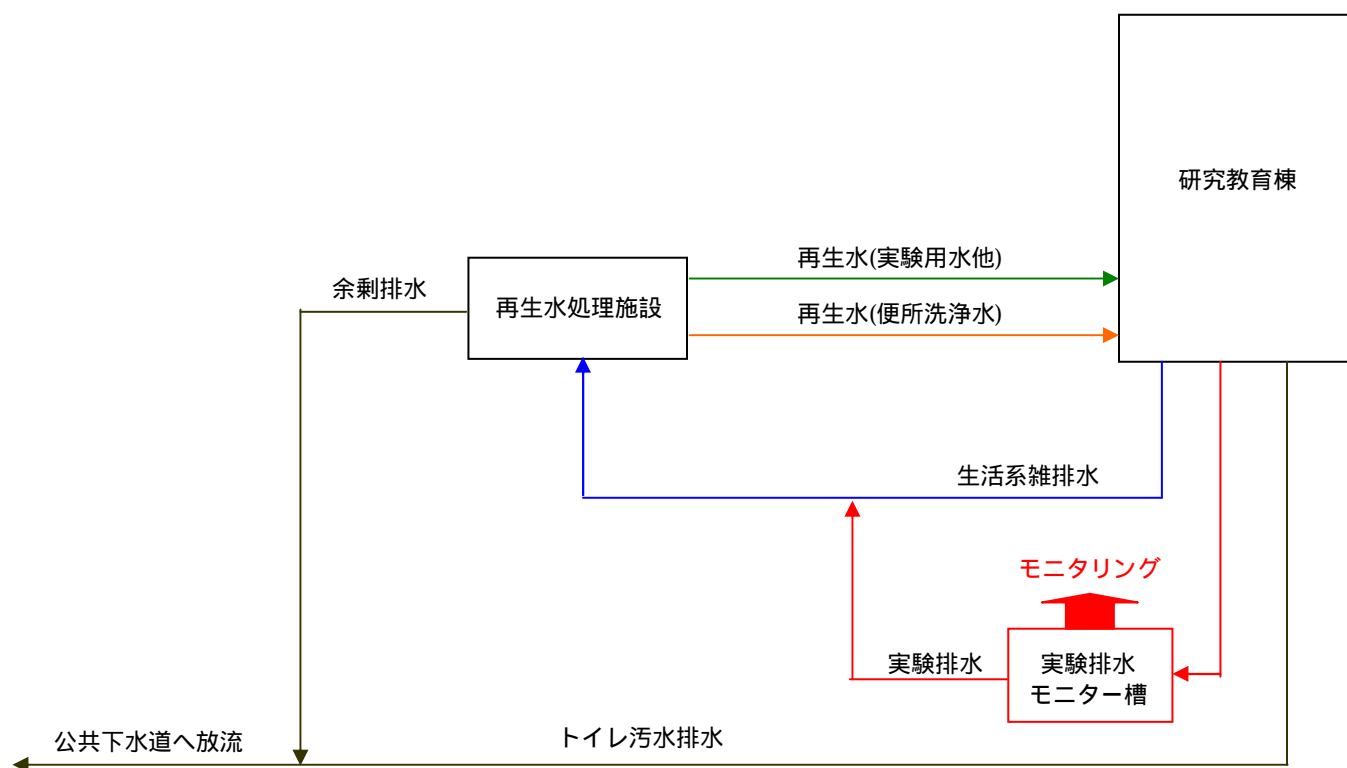 研究教育棟
再生水(実験用水他)
余剰排水
再生水処理施設
再生水(便所洗浄水)
生活系雑排水
モニタリング
実験排水
実験排水
モニター槽
公共下水道へ放流
トイレ汚水排水